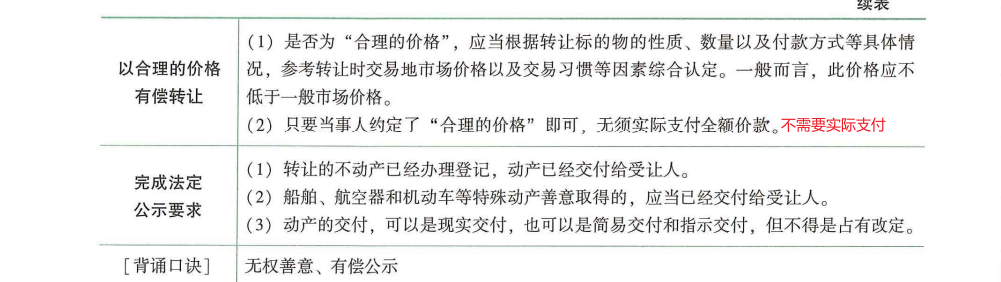 续表
以合理的价格
有偿转让
(1) 是否为“合理的价格”，应当根据转让标的物的性质、数量以及付款方式等具体情
况，参考转让时交易地市场价格以及交易习惯等因素综合认定。一般而言，此价格应不
低于一般市场价格。
(2) 只要当事人约定了“合理的价格”即可，无须实际支付全额价款。不需要实际支付
完成法定
公示要求
(1) 转让的不动产已经办理登记，动产已经交付给受让人。
(2) 船舶、航空器和机动车等特殊动产善意取得的，应当已经交付给受让人。
(3) 动产的交付，可以是现实交付，也可以是简易交付和指示交付，但不得是占有改定。
[背诵口诀]
无权善意、有偿公示